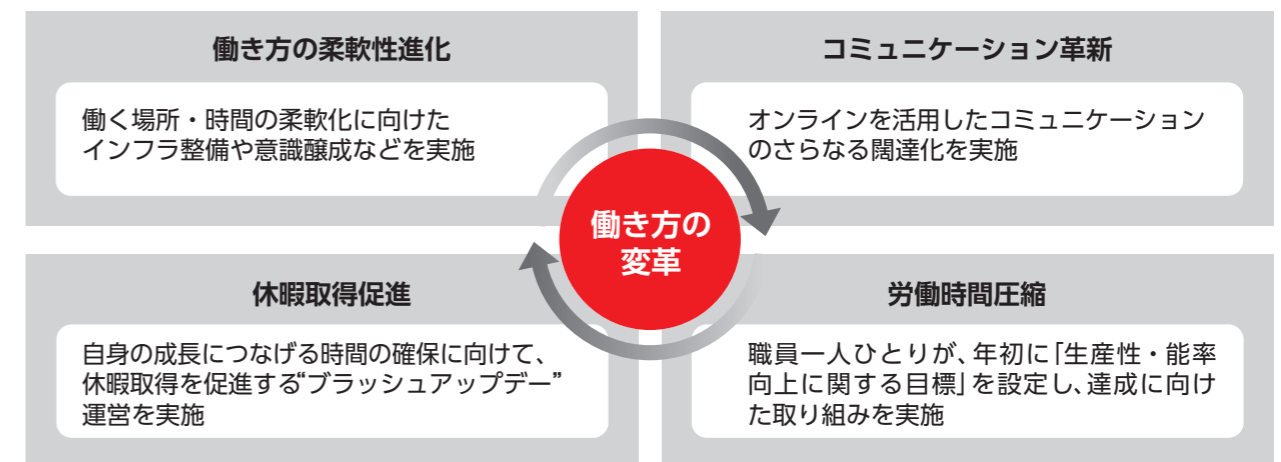 働き方の柔軟性進化
働く場所・時間の柔軟化に向けた
インフラ整備や意識醸成などを実施
コミュニケーション革新
オンラインを活用したコミュニケーション
のさらなる闊達化を実施
働き方の
変革
休暇取得促進
自身の成長につなげる時間の確保に向けて、
休暇取得を促進する“ブラッシュアップデー”
運営を実施
労働時間圧縮
職員一人ひとりが、年初に「生産性・能率
向上に関する目標」を設定し、達成に向け
た取り組みを実施